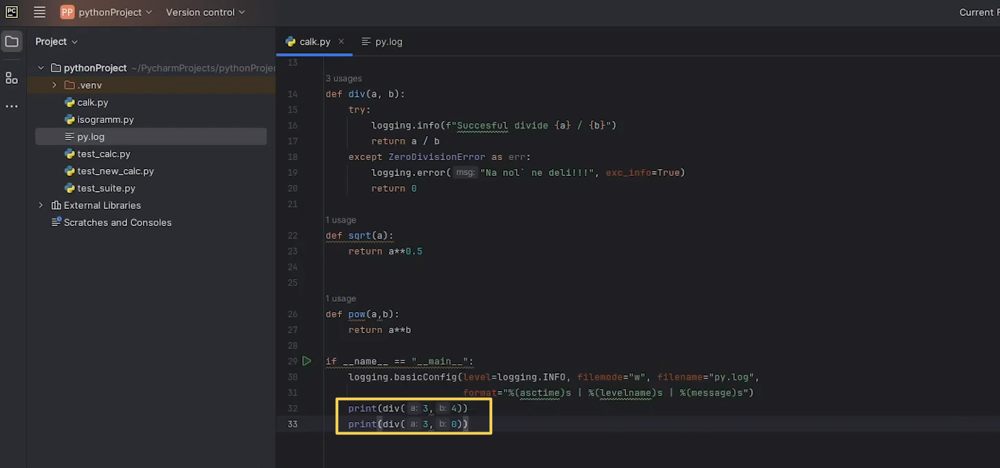 PC
PP pythonProject Version control Current
Project
calk.py × py.log
pythonProject ~/PycharmProjects/pythonProjec
.venv
calk.py
isogramm.py
py.log
test_calc.py
test_new_calc.py
test_suite.py
External Libraries
Scratches and Consoles
13
3 usages
14 def div(a, b):
15 try:
16 logging.info(f"Succesful divide {a} / {b}")
17 return a / b
18 except ZeroDivisionError as err:
19 logging.error( msg: "Na nol` ne deli!!!", exc_info=True)
20 return 0
21
1 usage
22 def sqrt(a):
23 return a**0.5
24
25
1 usage
26 def pow(a,b):
27 return a**b
28
29 if __name__ == "__main__":
30 logging.basicConfig(level=logging.INFO, filemode="w", filename="py.log",
31 format="%(asctime)s | %(levelname)s | %(message)s")
32 print(div( a: 3, b: 4))
33 print(div( a: 3, b: 0))